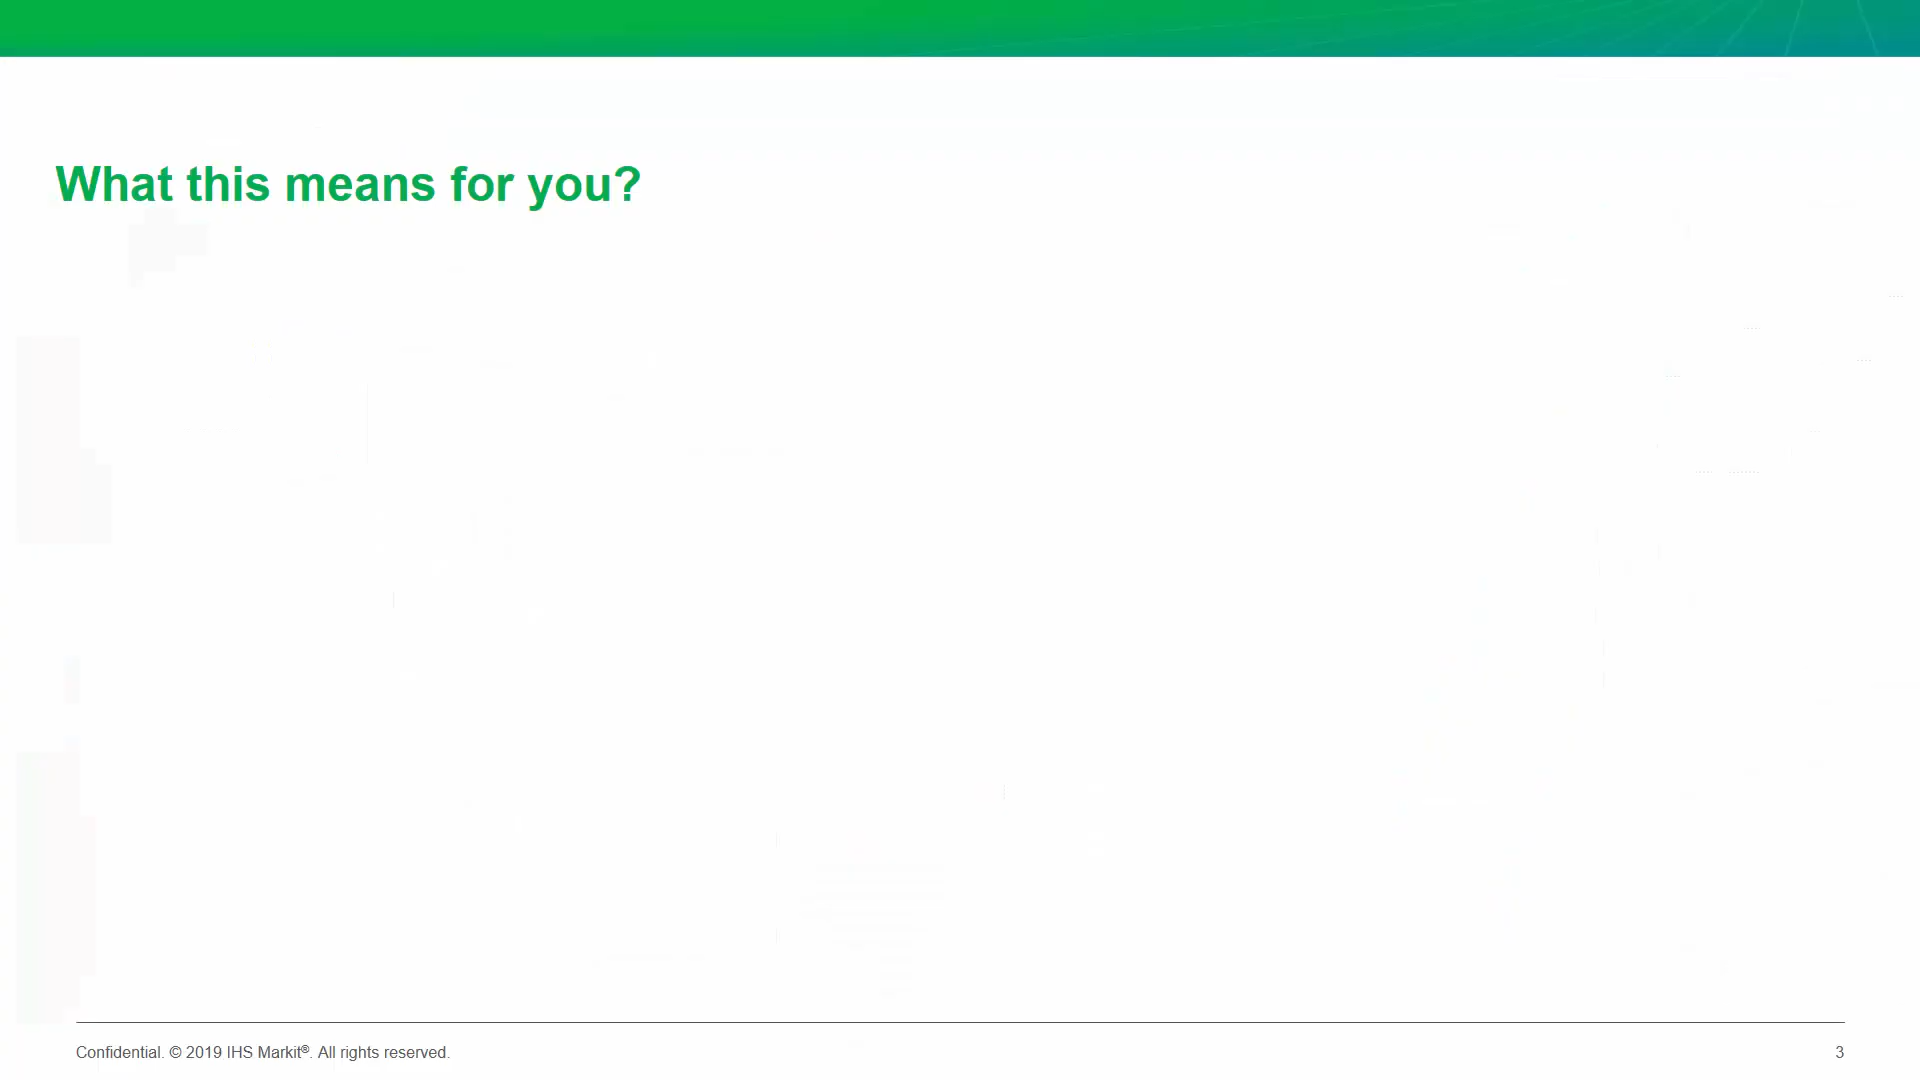 What this means for you?
Confidential. © 2019 IHS Markit®. All rights reserved.
3